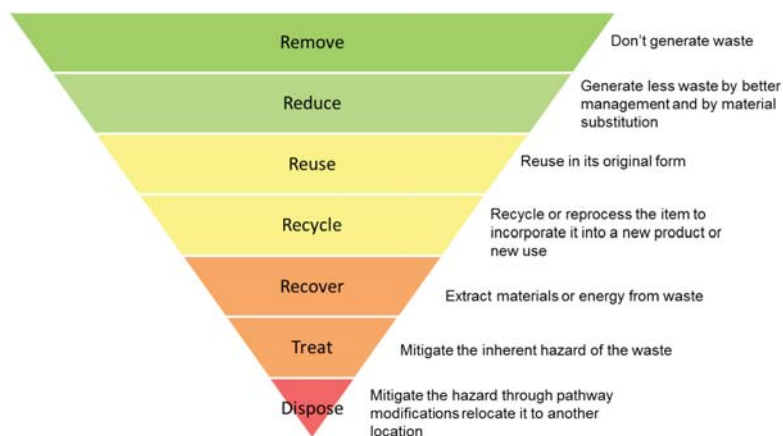 Remove
Don't generate waste
Reduce
Generate less waste by better
management and by material
substitution
Reuse
Reuse in its original form
Recycle
Recycle or reprocess the item to
incorporate it into a new product or
new use
Recover
Extract materials or energy from waste
Treat
Mitigate the inherent hazard of the waste
Dispose
Mitigate the hazard through pathway
modifications relocate it to another
location